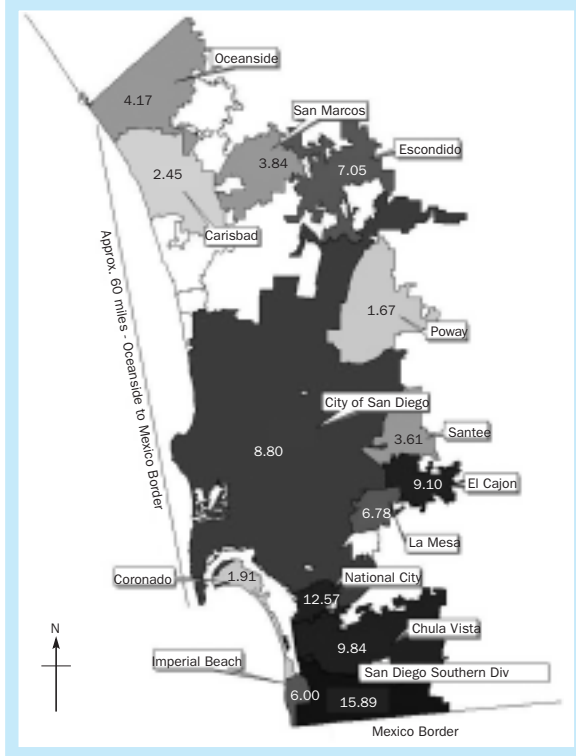 Oceanside
4.17
San Marcos
3.84
Escondido
7.05
2.45
Carisbad
1.67
Poway
Approx. 60 miles - Oceanside to Mexico Border
City of San Diego
8.80
3.61
Santee
9.10
El Cajon
6.78
La Mesa
Coronado
1.91
National City
12.57
Chula Vista
9.84
N
Imperial Beach
San Diego Southern Div
6.00
15.89
Mexico Border